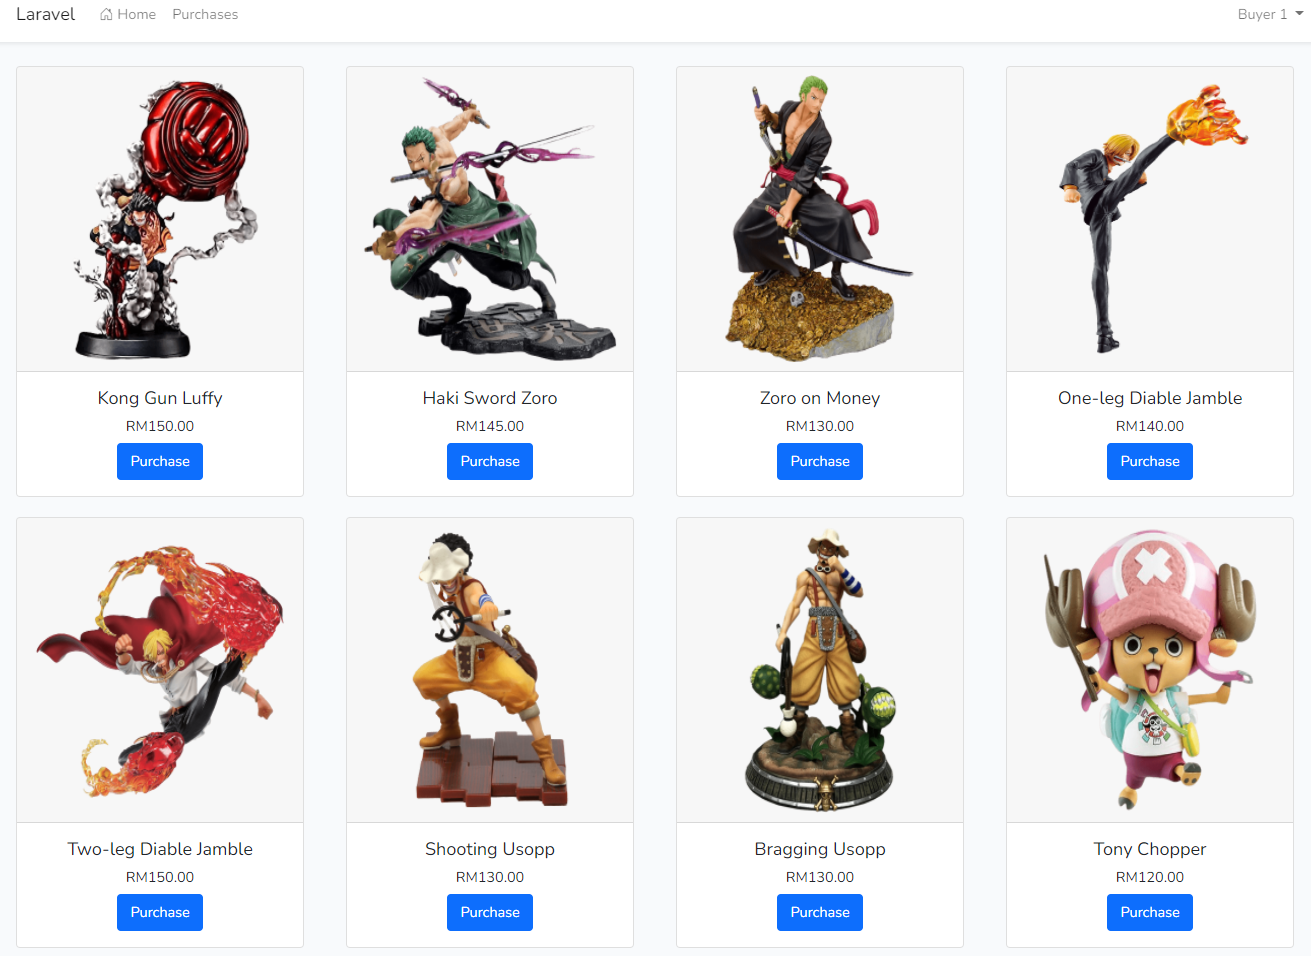 Laravel Home Purchases Buyer 1
Kong Gun Luffy
RM150.00
Purchase
Haki Sword Zoro
RM145.00
Purchase
Zoro on Money
RM130.00
Purchase
One-leg Diable Jamble
RM140.00
Purchase
Two-leg Diable Jamble
RM150.00
Purchase
Shooting Usopp
RM130.00
Purchase
Bragging Usopp
RM130.00
Purchase
Tony Chopper
RM120.00
Purchase